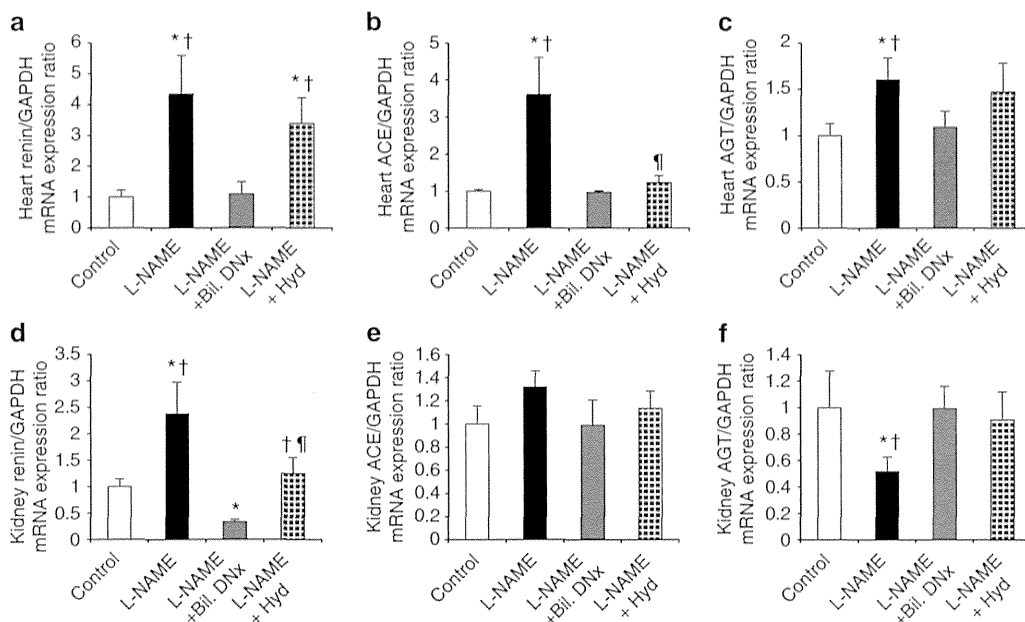 a
Heart renin/GAPDH
mRNA expression ratio
6
5
4
3
2
1
0
* †
* †
Control
L-NAME
L-NAME
+Bil. DNx
L-NAME
+ Hyd
b
Heart ACE/GAPDH
mRNA expression ratio
5
4
3
2
1
0
* †
¶
Control
L-NAME
L-NAME
+Bil. DNx
L-NAME
+ Hyd
c
Heart AGT/GAPDH
mRNA expression ratio
2
1.5
1
0.5
0
* †
Control
L-NAME
L-NAME
+Bil. DNx
L-NAME
+ Hyd
d
Kidney renin/GAPDH
mRNA expression ratio
3.5
3
2.5
2
1.5
1
0.5
0
* †
*
† ¶
Control
L-NAME
L-NAME
+Bil. DNx
L-NAME
+ Hyd
e
Kidney ACE/GAPDH
mRNA expression ratio
1.6
1.4
1.2
1
0.8
0.6
0.4
0.2
0
Control
L-NAME
L-NAME
+Bil. DNx
L-NAME
+ Hyd
f
Kidney AGT/GAPDH
mRNA expression ratio
1.4
1.2
1
0.8
0.6
0.4
0.2
0
* †
Control
L-NAME
L-NAME
+Bil. DNx
L-NAME
+ Hyd